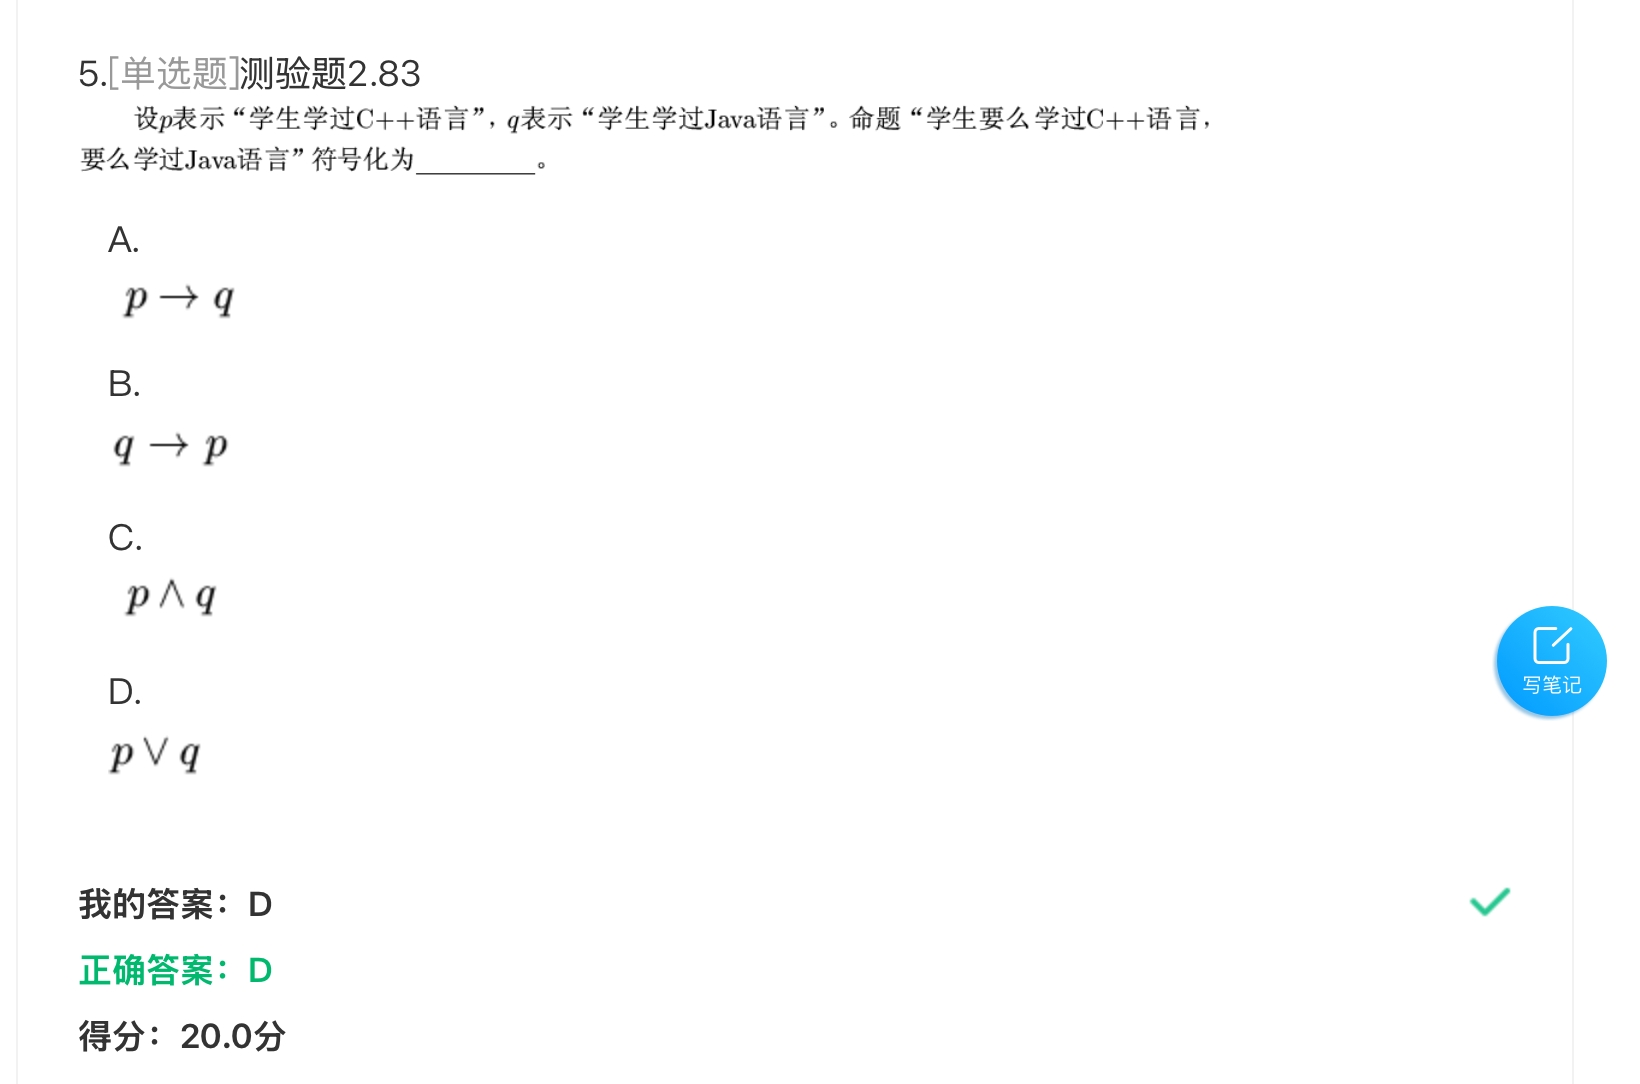 5.[单选题]测验题2.83
设p表示“学生学过C++语言”，q表示“学生学过Java语言”。命题“学生要么学过C++语言，
要么学过Java语言”符号化为________。
A.
p → q
B.
q → p
C.
p ∧ q
D.
p ∨ q
写笔记
我的答案：D
正确答案：D
得分：20.0分